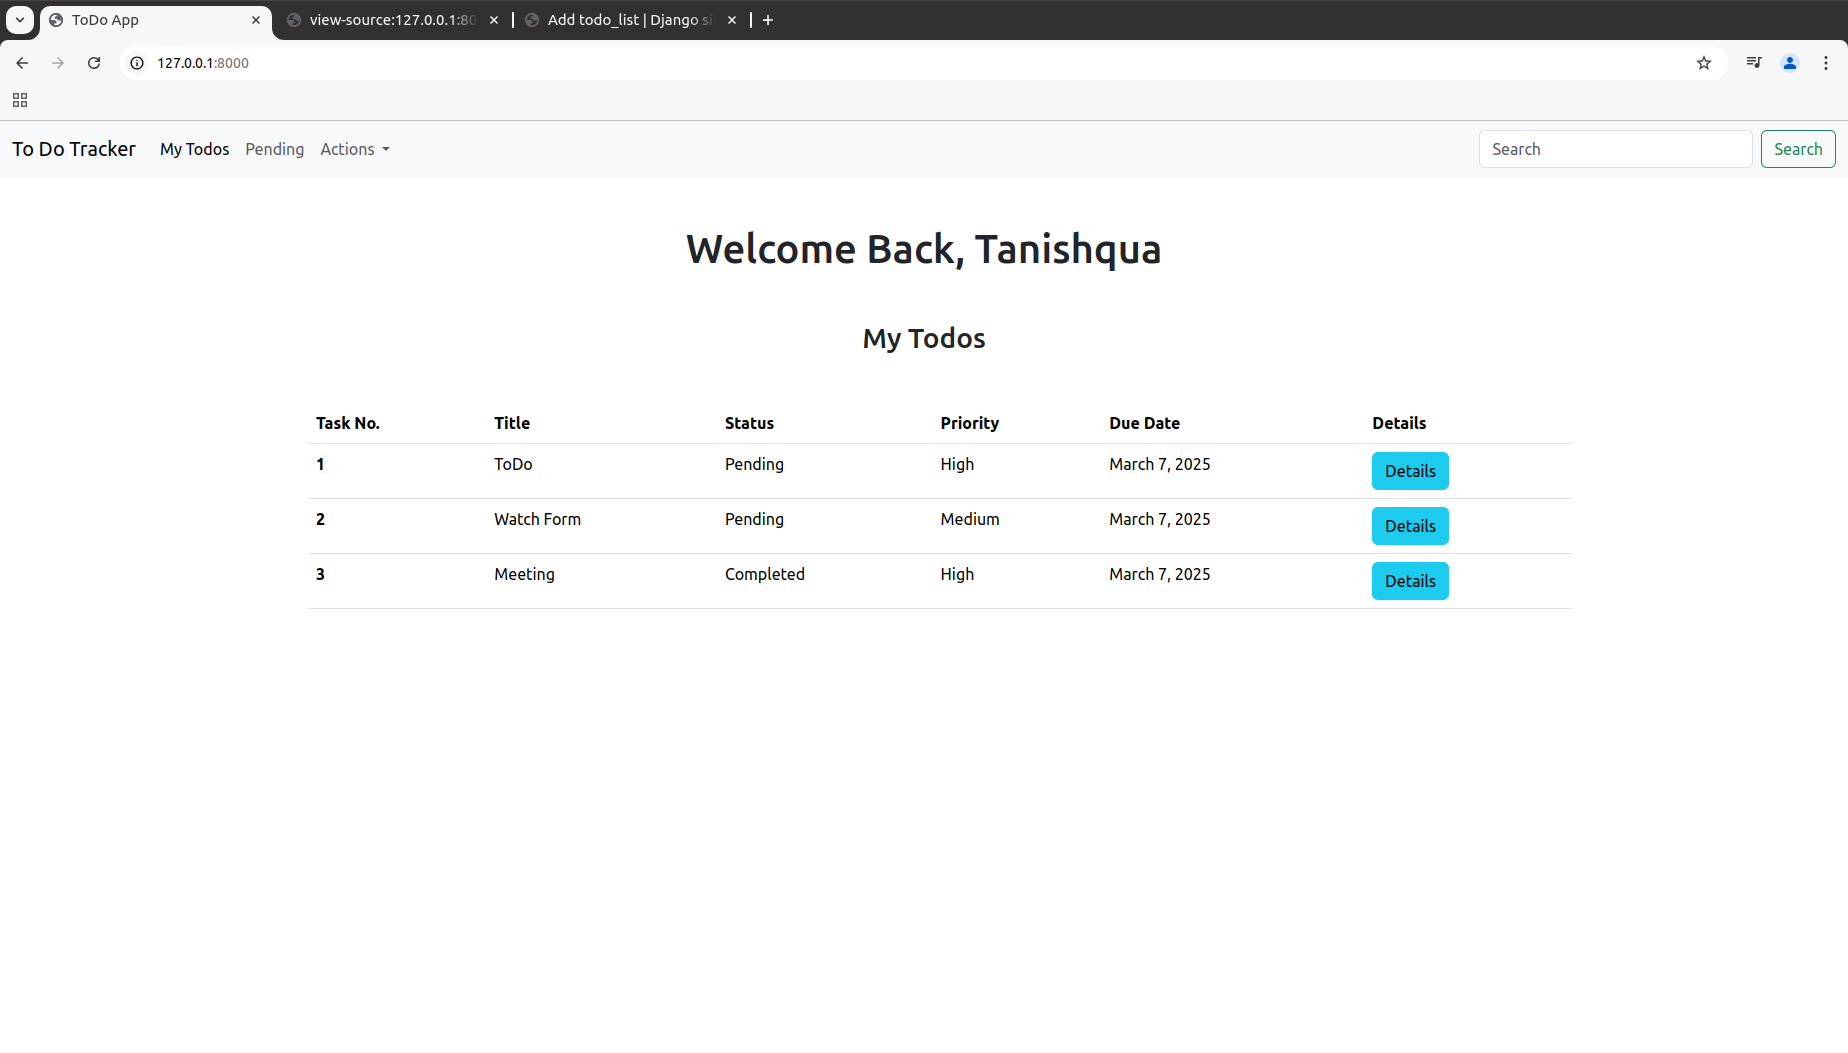 ToDo App
view-source:127.0.0.1:80
Add todo_list | Django si
127.0.0.1:8000
To Do Tracker My Todos Pending Actions Search Search
Welcome Back, Tanishqua
My Todos
Task No. Title Status Priority Due Date Details
1 ToDo Pending High March 7, 2025 Details
2 Watch Form Pending Medium March 7, 2025 Details
3 Meeting Completed High March 7, 2025 Details